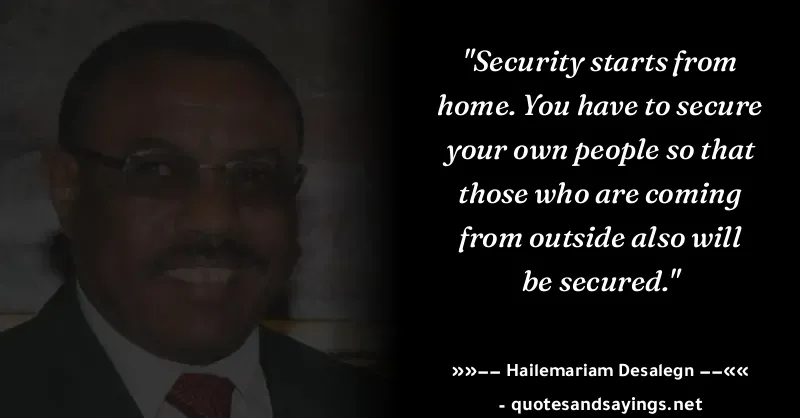 "Security starts from
home. You have to secure
your own people so that
those who are coming
from outside also will
be secured."
»»−− Hailemariam Desalegn −−««
- quotesandsayings.net